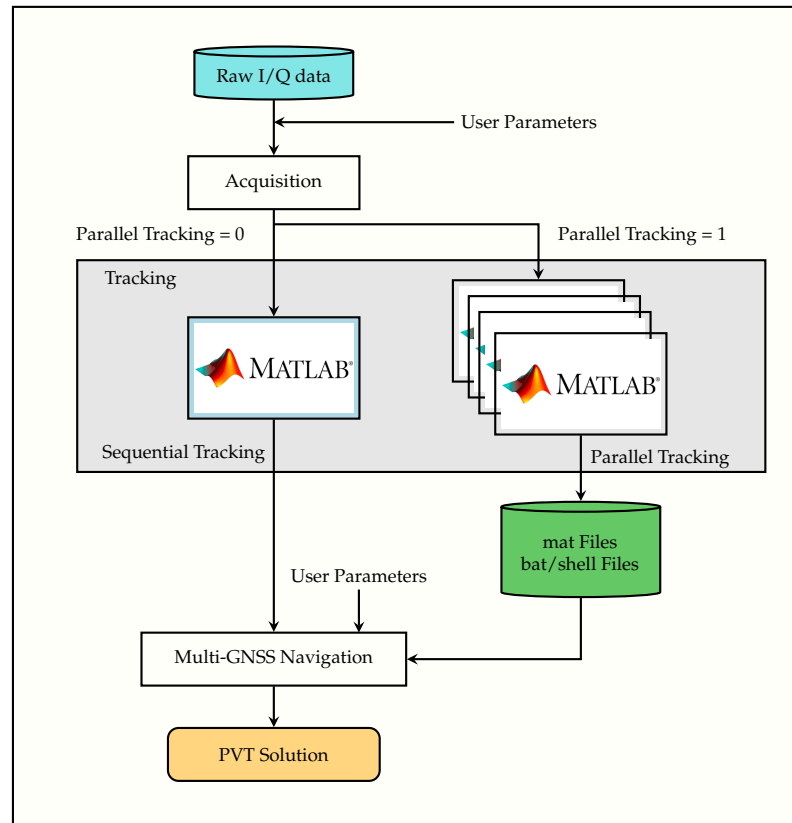 Raw I/Q data
User Parameters
Acquisition
Parallel Tracking = 0
Parallel Tracking = 1
Tracking
MATLAB®
MATLAB®
Sequential Tracking
Parallel Tracking
mat Files
bat/shell Files
User Parameters
Multi-GNSS Navigation
PVT Solution